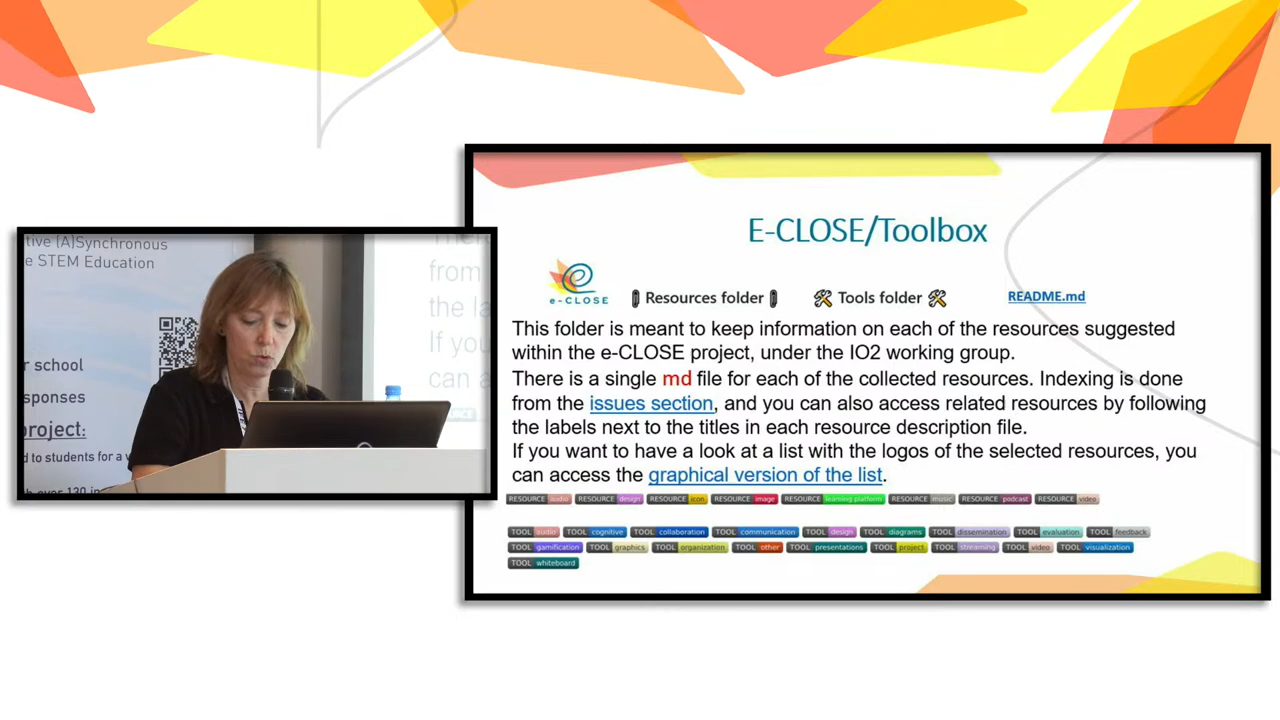 tive (A)Synchronous
e STEM Education
r school
sponses
project:
d to students for a v
h over 130 in
from
the la
If you
can a
E-CLOSE/Toolbox
e-CLOSE
Resources folder
Tools folder
README.md
This folder is meant to keep information on each of the resources suggested
within the e-CLOSE project, under the IO2 working group.
There is a single md file for each of the collected resources. Indexing is done
from the issues section, and you can also access related resources by following
the labels next to the titles in each resource description file.
If you want to have a look at a list with the logos of the selected resources, you
can access the graphical version of the list.
RESOURCE audio RESOURCE design RESOURCE icon RESOURCE image RESOURCE learning platform RESOURCE music RESOURCE podcast RESOURCE video
TOOL audio TOOL cognitive TOOL collaboration TOOL communication TOOL design TOOL diagrams TOOL dissemination TOOL evaluation TOOL feedback
TOOL gamification TOOL graphics TOOL organization TOOL other TOOL presentations TOOL project TOOL streaming TOOL video TOOL visualization
TOOL whiteboard